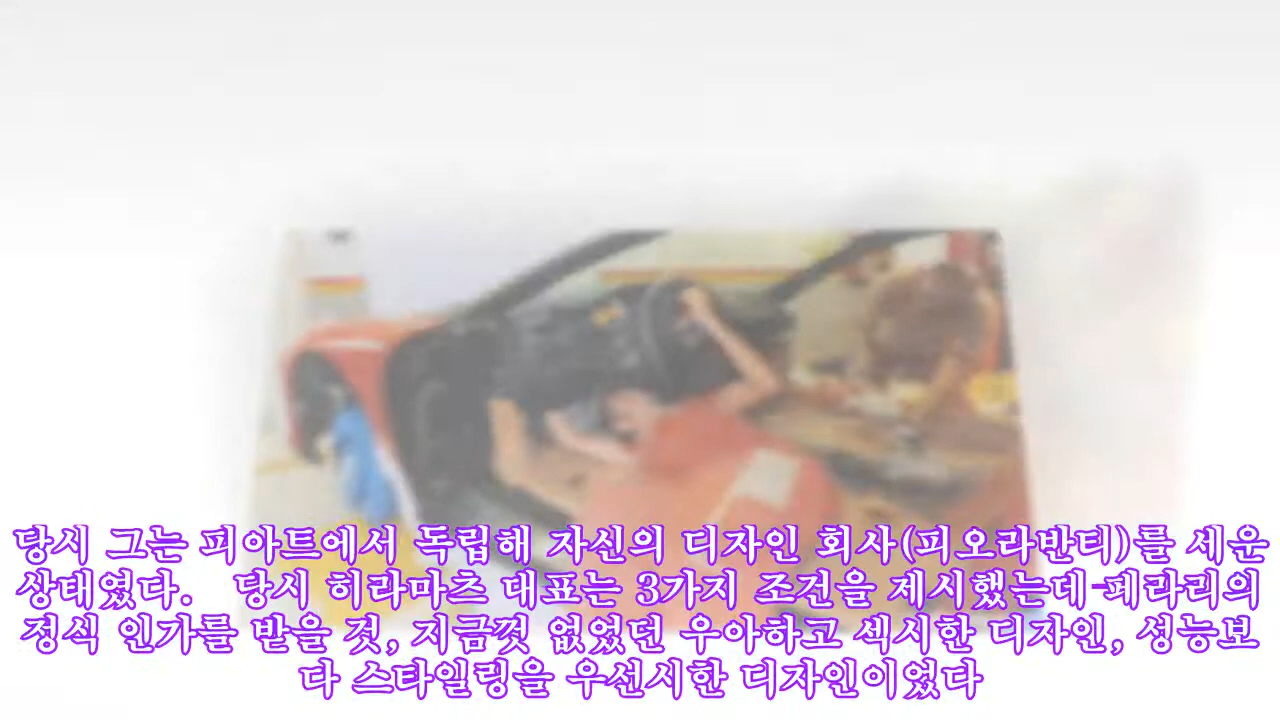 당시 그는 피아트에서 독립해 자신의 디자인 회사(피오라반티)를 세운
상태였다. 당시 히라마츠 대표는 3가지 조건을 제시했는데-페라리의
정식 인가를 받을 것, 지금껏 없었던 우아하고 섹시한 디자인, 성능보
다 스타일링을 우선시한 디자인이었다